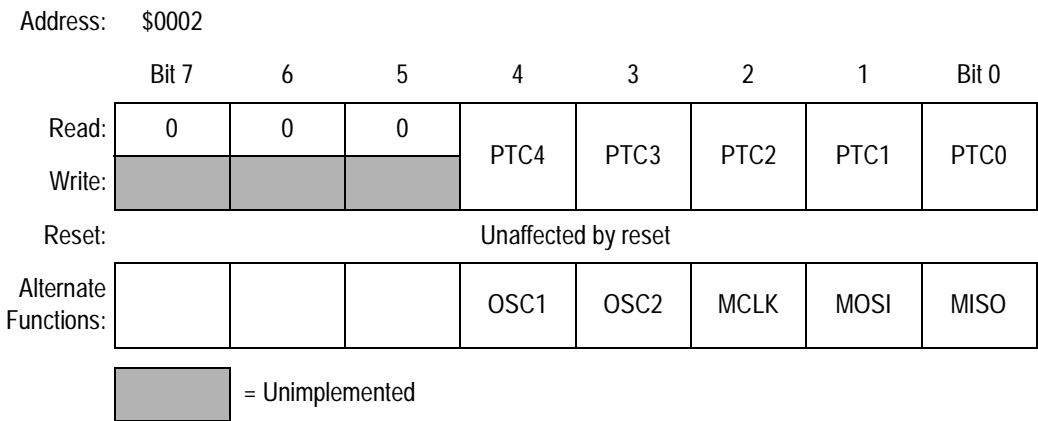 Address: $0002
Bit 7 6 5 4 3 2 1 Bit 0
Read: 0 0 0 PTC4 PTC3 PTC2 PTC1 PTC0
Write:
Reset: Unaffected by reset
Alternate
Functions: OSC1 OSC2 MCLK MOSI MISO
= Unimplemented